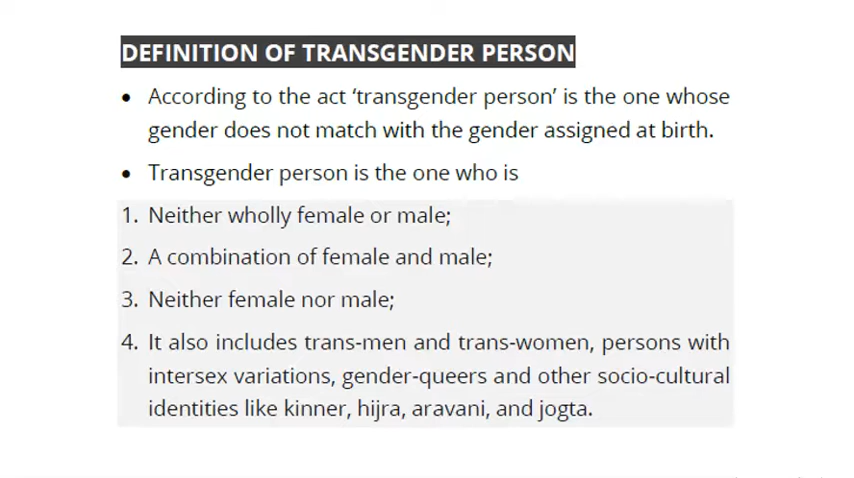 DEFINITION OF TRANSGENDER PERSON
• According to the act ‘transgender person’ is the one whose
gender does not match with the gender assigned at birth.
• Transgender person is the one who is
1. Neither wholly female or male;
2. A combination of female and male;
3. Neither female nor male;
4. It also includes trans-men and trans-women, persons with
intersex variations, gender-queers and other socio-cultural
identities like kinner, hijra, aravani, and jogta.